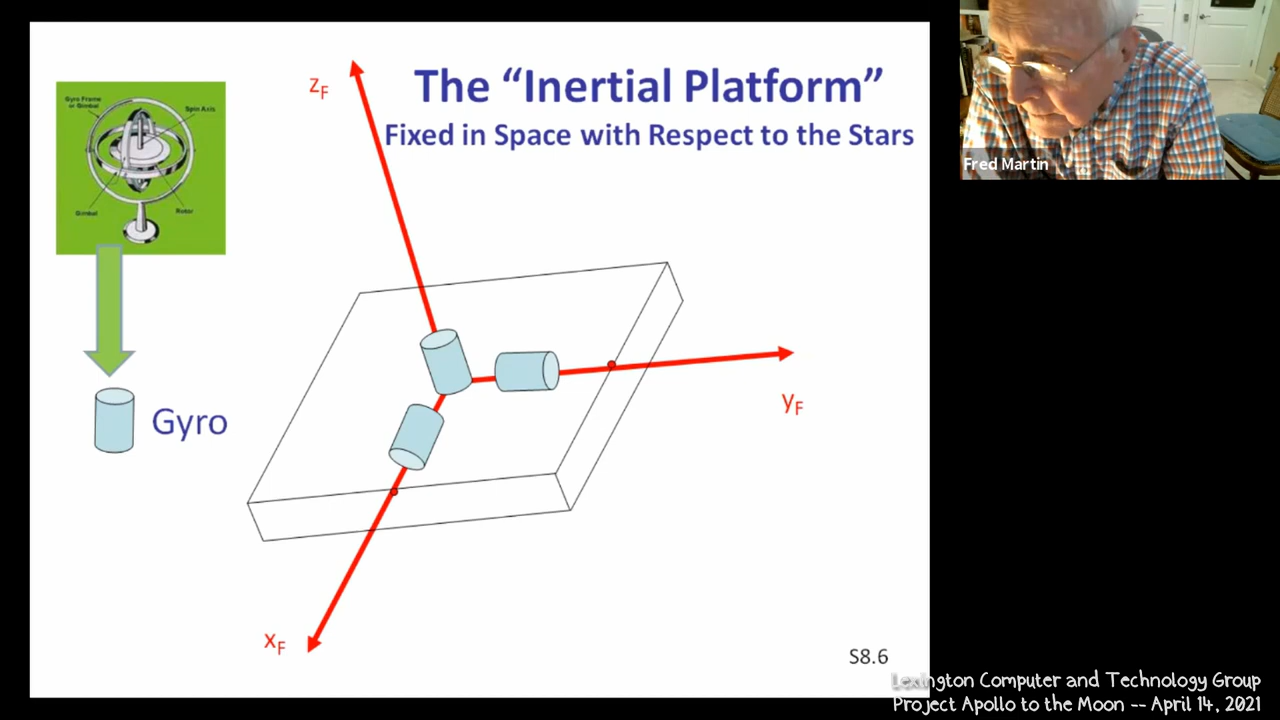 The “Inertial Platform”
Fixed in Space with Respect to the Stars
Gyro Frame
or Gimbal
Spin Axis
Gimbal
Rotor
Gyro
zF
yF
xF
S8.6
Fred Martin
Lexington Computer and Technology Group
Project Apollo to the Moon -- April 14, 2021